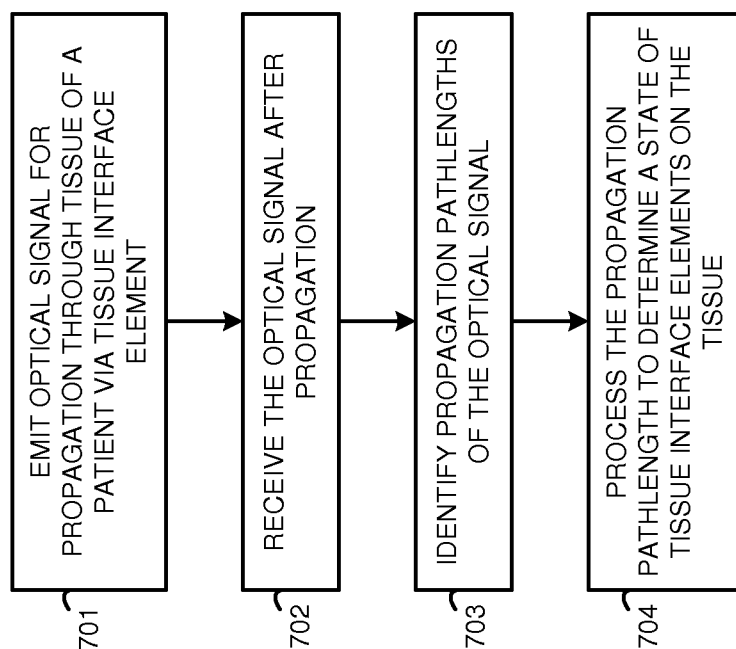 701
EMIT OPTICAL SIGNAL FOR
PROPAGATION THROUGH TISSUE OF A
PATIENT VIA TISSUE INTERFACE
ELEMENT
702
RECEIVE THE OPTICAL SIGNAL AFTER
PROPAGATION
703
IDENTIFY PROPAGATION PATHLENGTHS
OF THE OPTICAL SIGNAL
704
PROCESS THE PROPAGATION
PATHLENGTH TO DETERMINE A STATE OF
TISSUE INTERFACE ELEMENTS ON THE
TISSUE